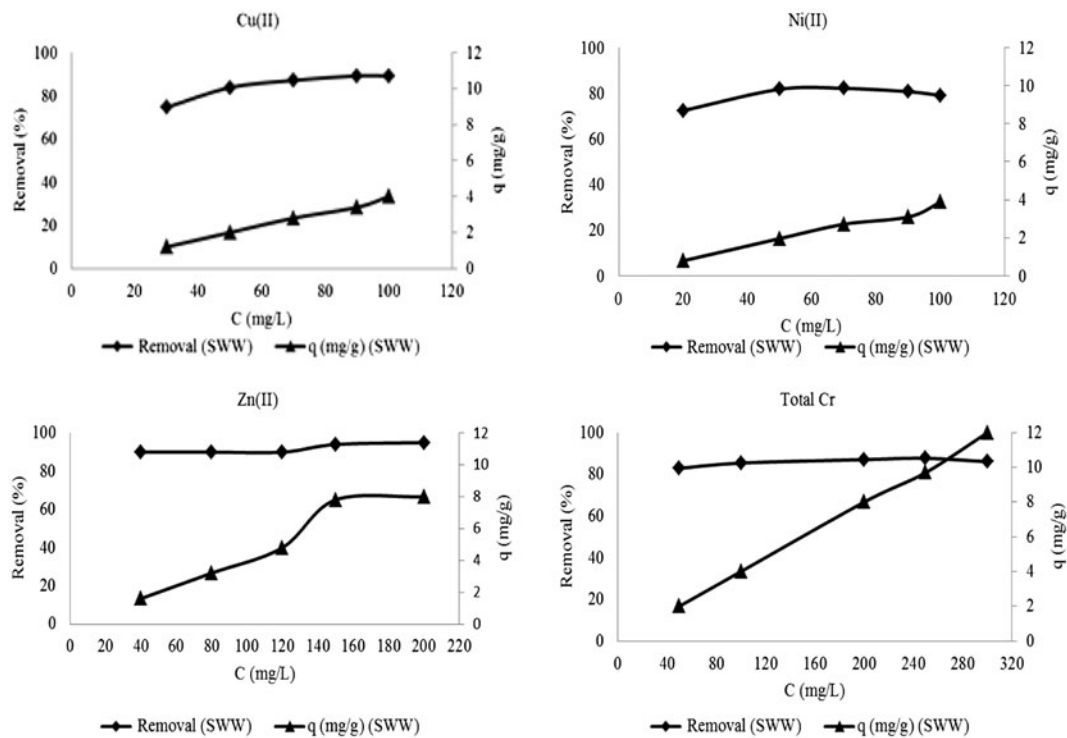 Cu(II)
Removal (%)
100
80
60
40
20
0
12
10
8
6
4
2
0
q (mg/g)
0 20 40 60 80 100 120
C (mg/L)
Removal (SWW) q (mg/g) (SWW)
Ni(II)
Removal (%)
100
80
60
40
20
0
12
10
8
6
4
2
0
q (mg/g)
0 20 40 60 80 100 120
C (mg/L)
Removal (SWW) q (mg/g) (SWW)
Zn(II)
Removal (%)
100
80
60
40
20
0
12
10
8
6
4
2
0
q (mg/g)
0 20 40 60 80 100 120 140 160 180 200 220
C (mg/L)
Removal (SWW) q (mg/g) (SWW)
Total Cr
Removal (%)
100
80
60
40
20
0
12
10
8
6
4
2
0
q (mg/g)
0 40 80 120 160 200 240 280 320
C (mg/L)
Removal (SWW) q (mg/g) (SWW)